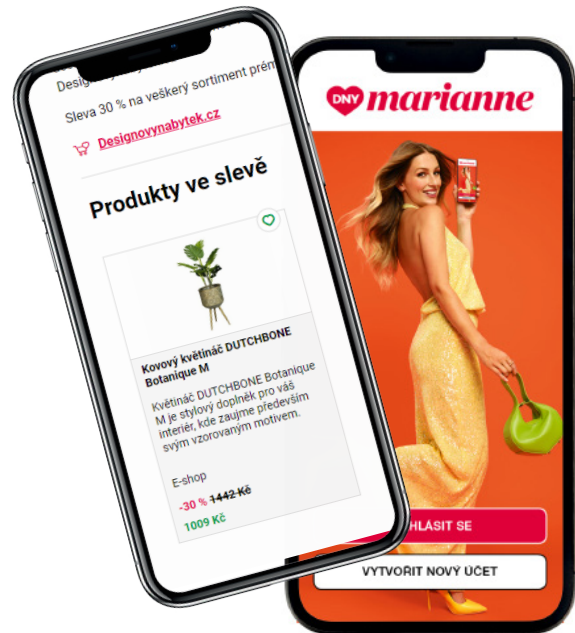 Sleva 30 % na veškerý sortiment
Designovynabytek.cz
Produkty ve slevě
Kovový květináč DUTCHBONE
Botanique M
Květináč DUTCHBONE Botanique
M je stylový doplněk pro váš
interiér, kde zaujme především
svým vzorovaným motivem.
E-shop
-30 % 1442 Kč
1009 Kč
DNY marianne
HLÁSIT SE
VYTVOŘIT NOVÝ ÚČET